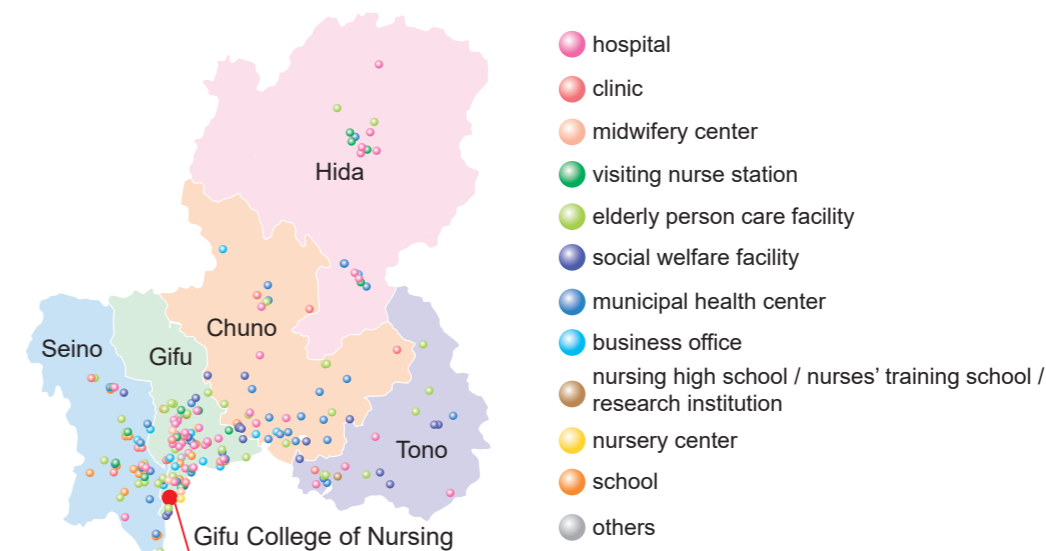 Hida
Chuno
Seino
Gifu
Tono
Gifu College of Nursing
hospital
clinic
midwifery center
visiting nurse station
elderly person care facility
social welfare facility
municipal health center
business office
nursing high school / nurses’ training school /
research institution
nursery center
school
others